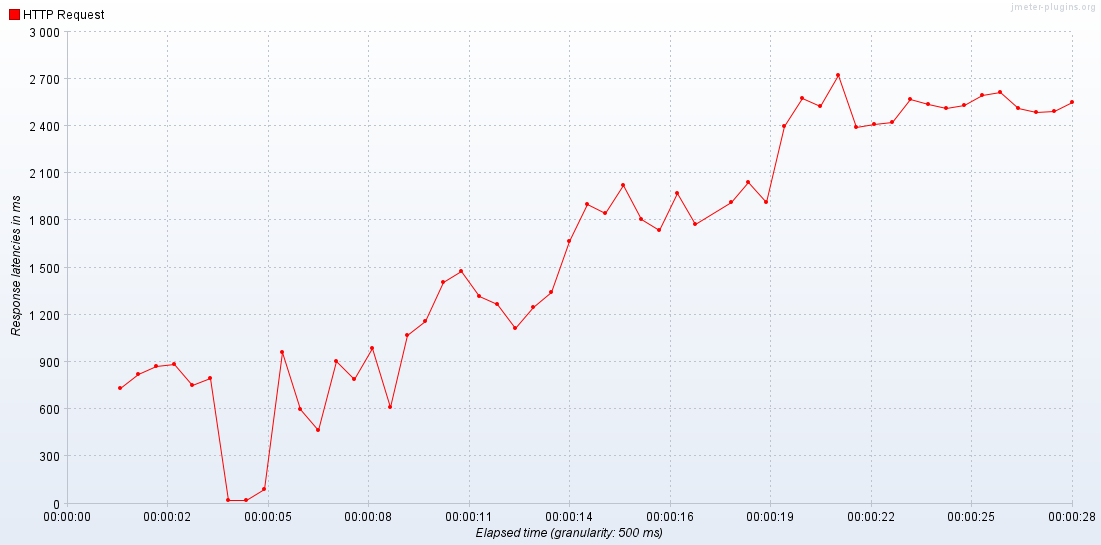 jmeter-plugins.org
HTTP Request
3 000
2 700
2 400
2 100
1 800
1 500
1 200
900
600
300
0
Response latencies in ms
00:00:00 00:00:02 00:00:05 00:00:08 00:00:11 00:00:14 00:00:16 00:00:19 00:00:22 00:00:25 00:00:28
Elapsed time (granularity: 500 ms)